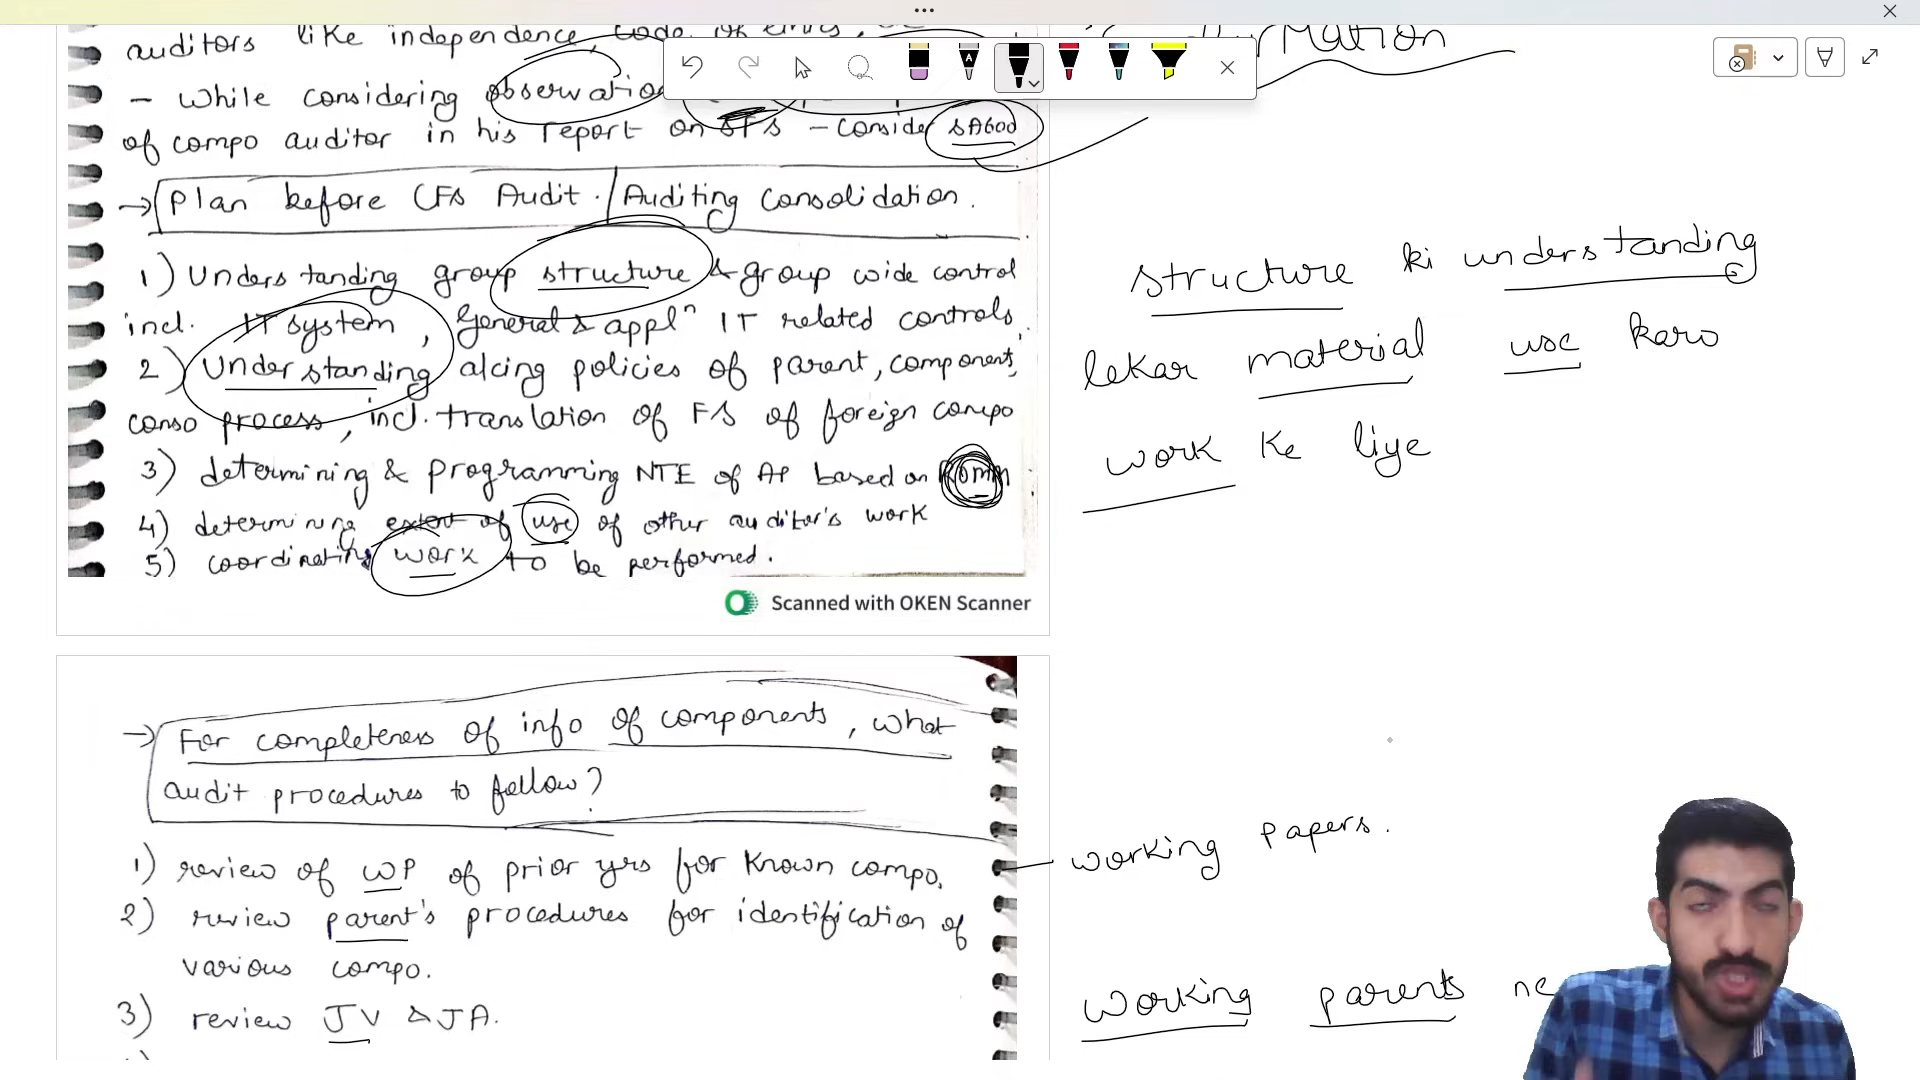 auditors like independence, code of ethics,
- While considering observation
of compo auditor in his report on SFS - consider SA600
→ Plan before CFS Audit. / Auditing Consolidation.
1) Understanding group structure & group wide control
incl. IT system, General & appl^n IT related controls,
2) Understanding a/cing policies of parent, component,
conso process, incl. translation of FS of foreign compo
3) determining & programming NTE of AP based on ROMM
4) determining extent of use of other auditor's work
5) coordinating work to be performed.
Scanned with OKEN Scanner
→ For completeness of info of components, what
audit procedures to follow?
1) review of WP of prior yrs for known compo.
2) review parent's procedures for identification of
various compo.
3) review JV & JA.
structure ki understanding
lekar material use karo
work ke liye
working papers.
working parents ne